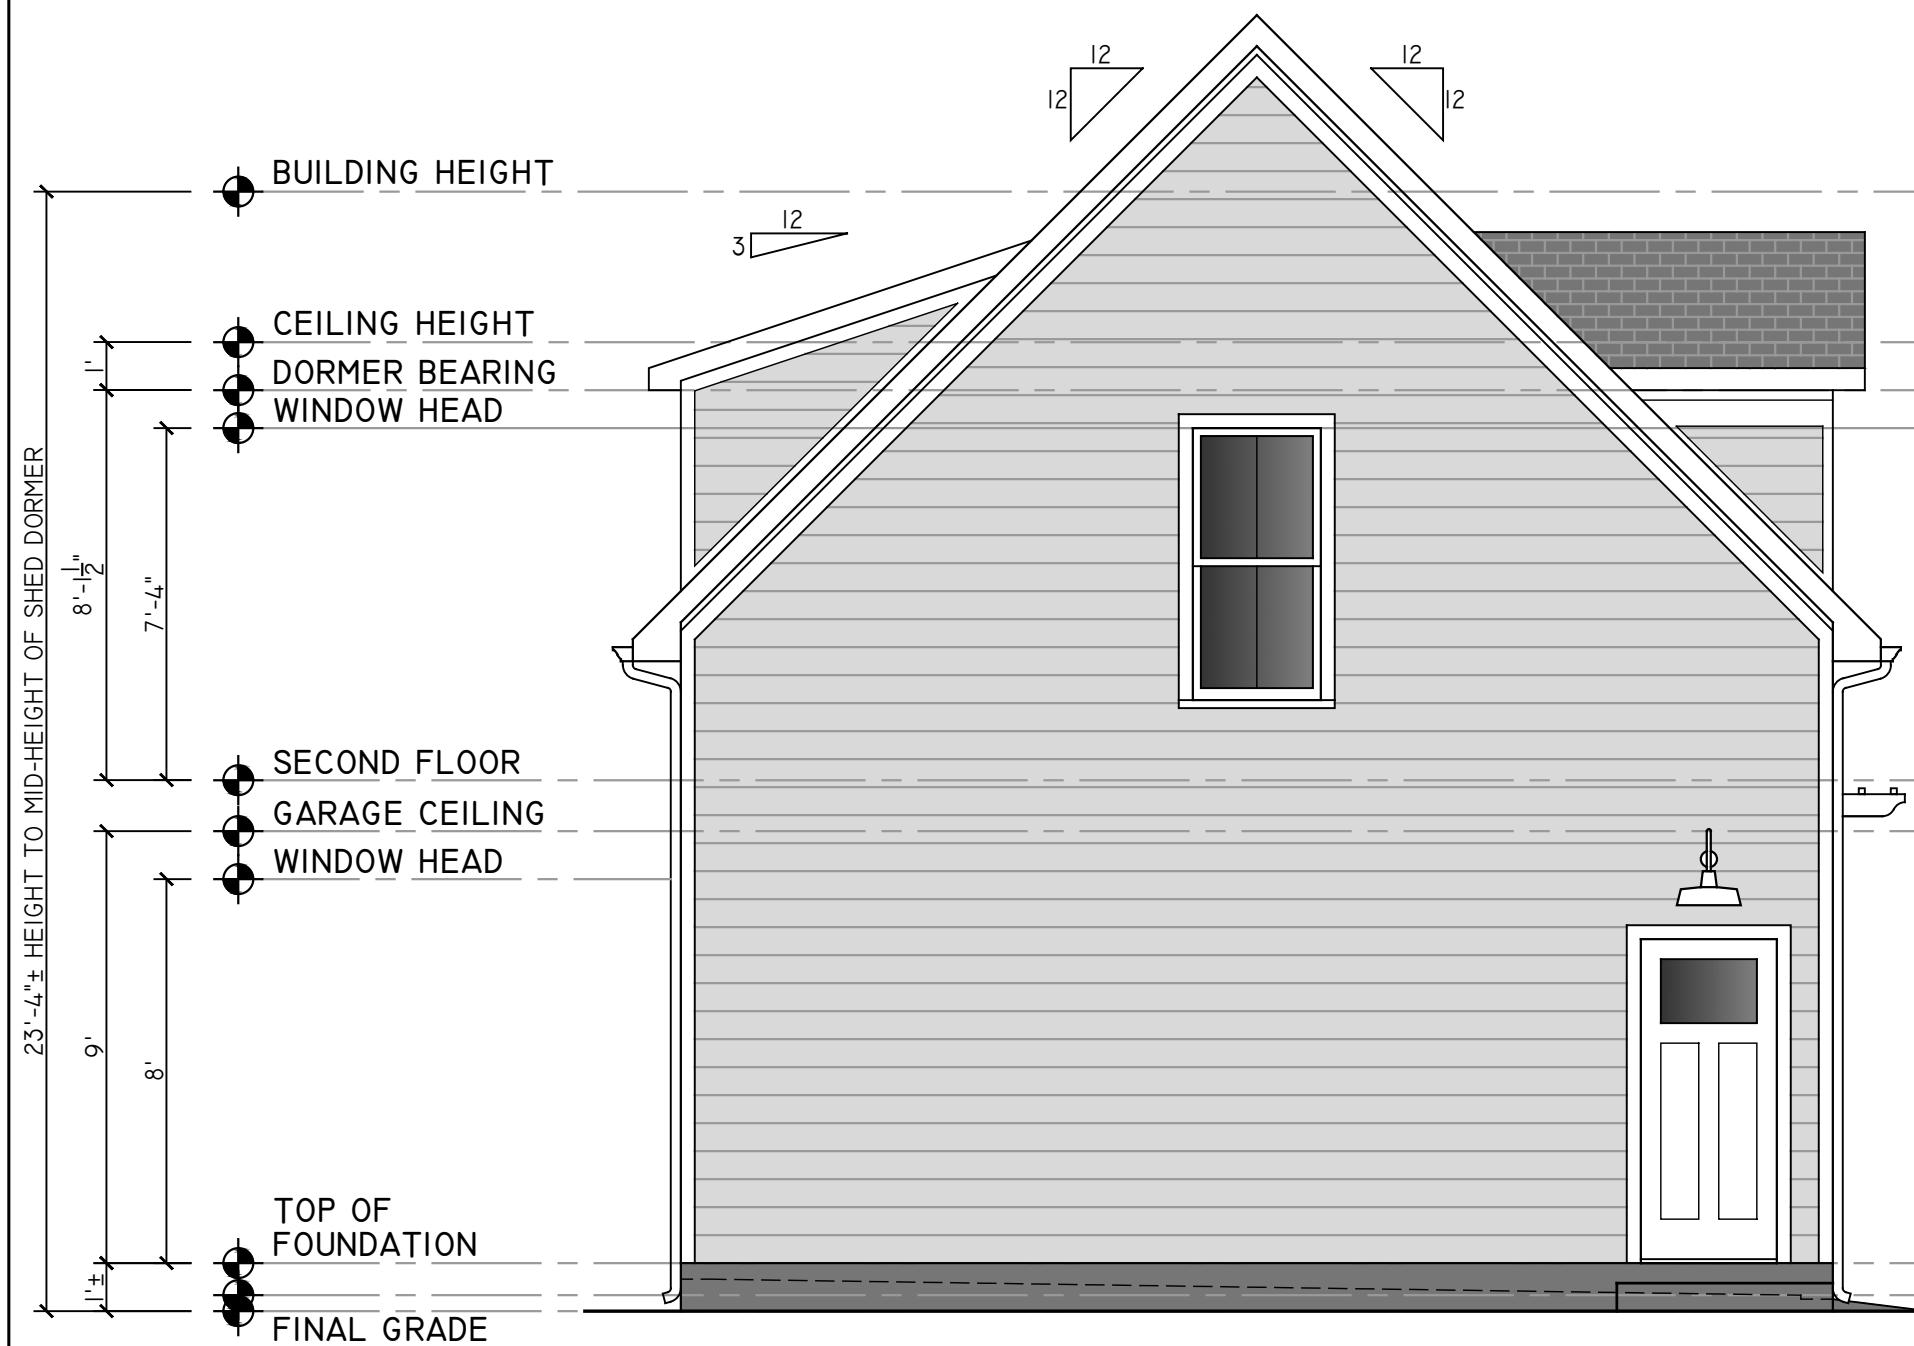 12
12
12
12
BUILDING HEIGHT
12
3
CEILING HEIGHT
1'
DORMER BEARING
WINDOW HEAD
23'-4"± HEIGHT TO MID-HEIGHT OF SHED DORMER
8'-1 1/2"
7'-4"
SECOND FLOOR
GARAGE CEILING
WINDOW HEAD
9'
8'
TOP OF
FOUNDATION
1'±
FINAL GRADE